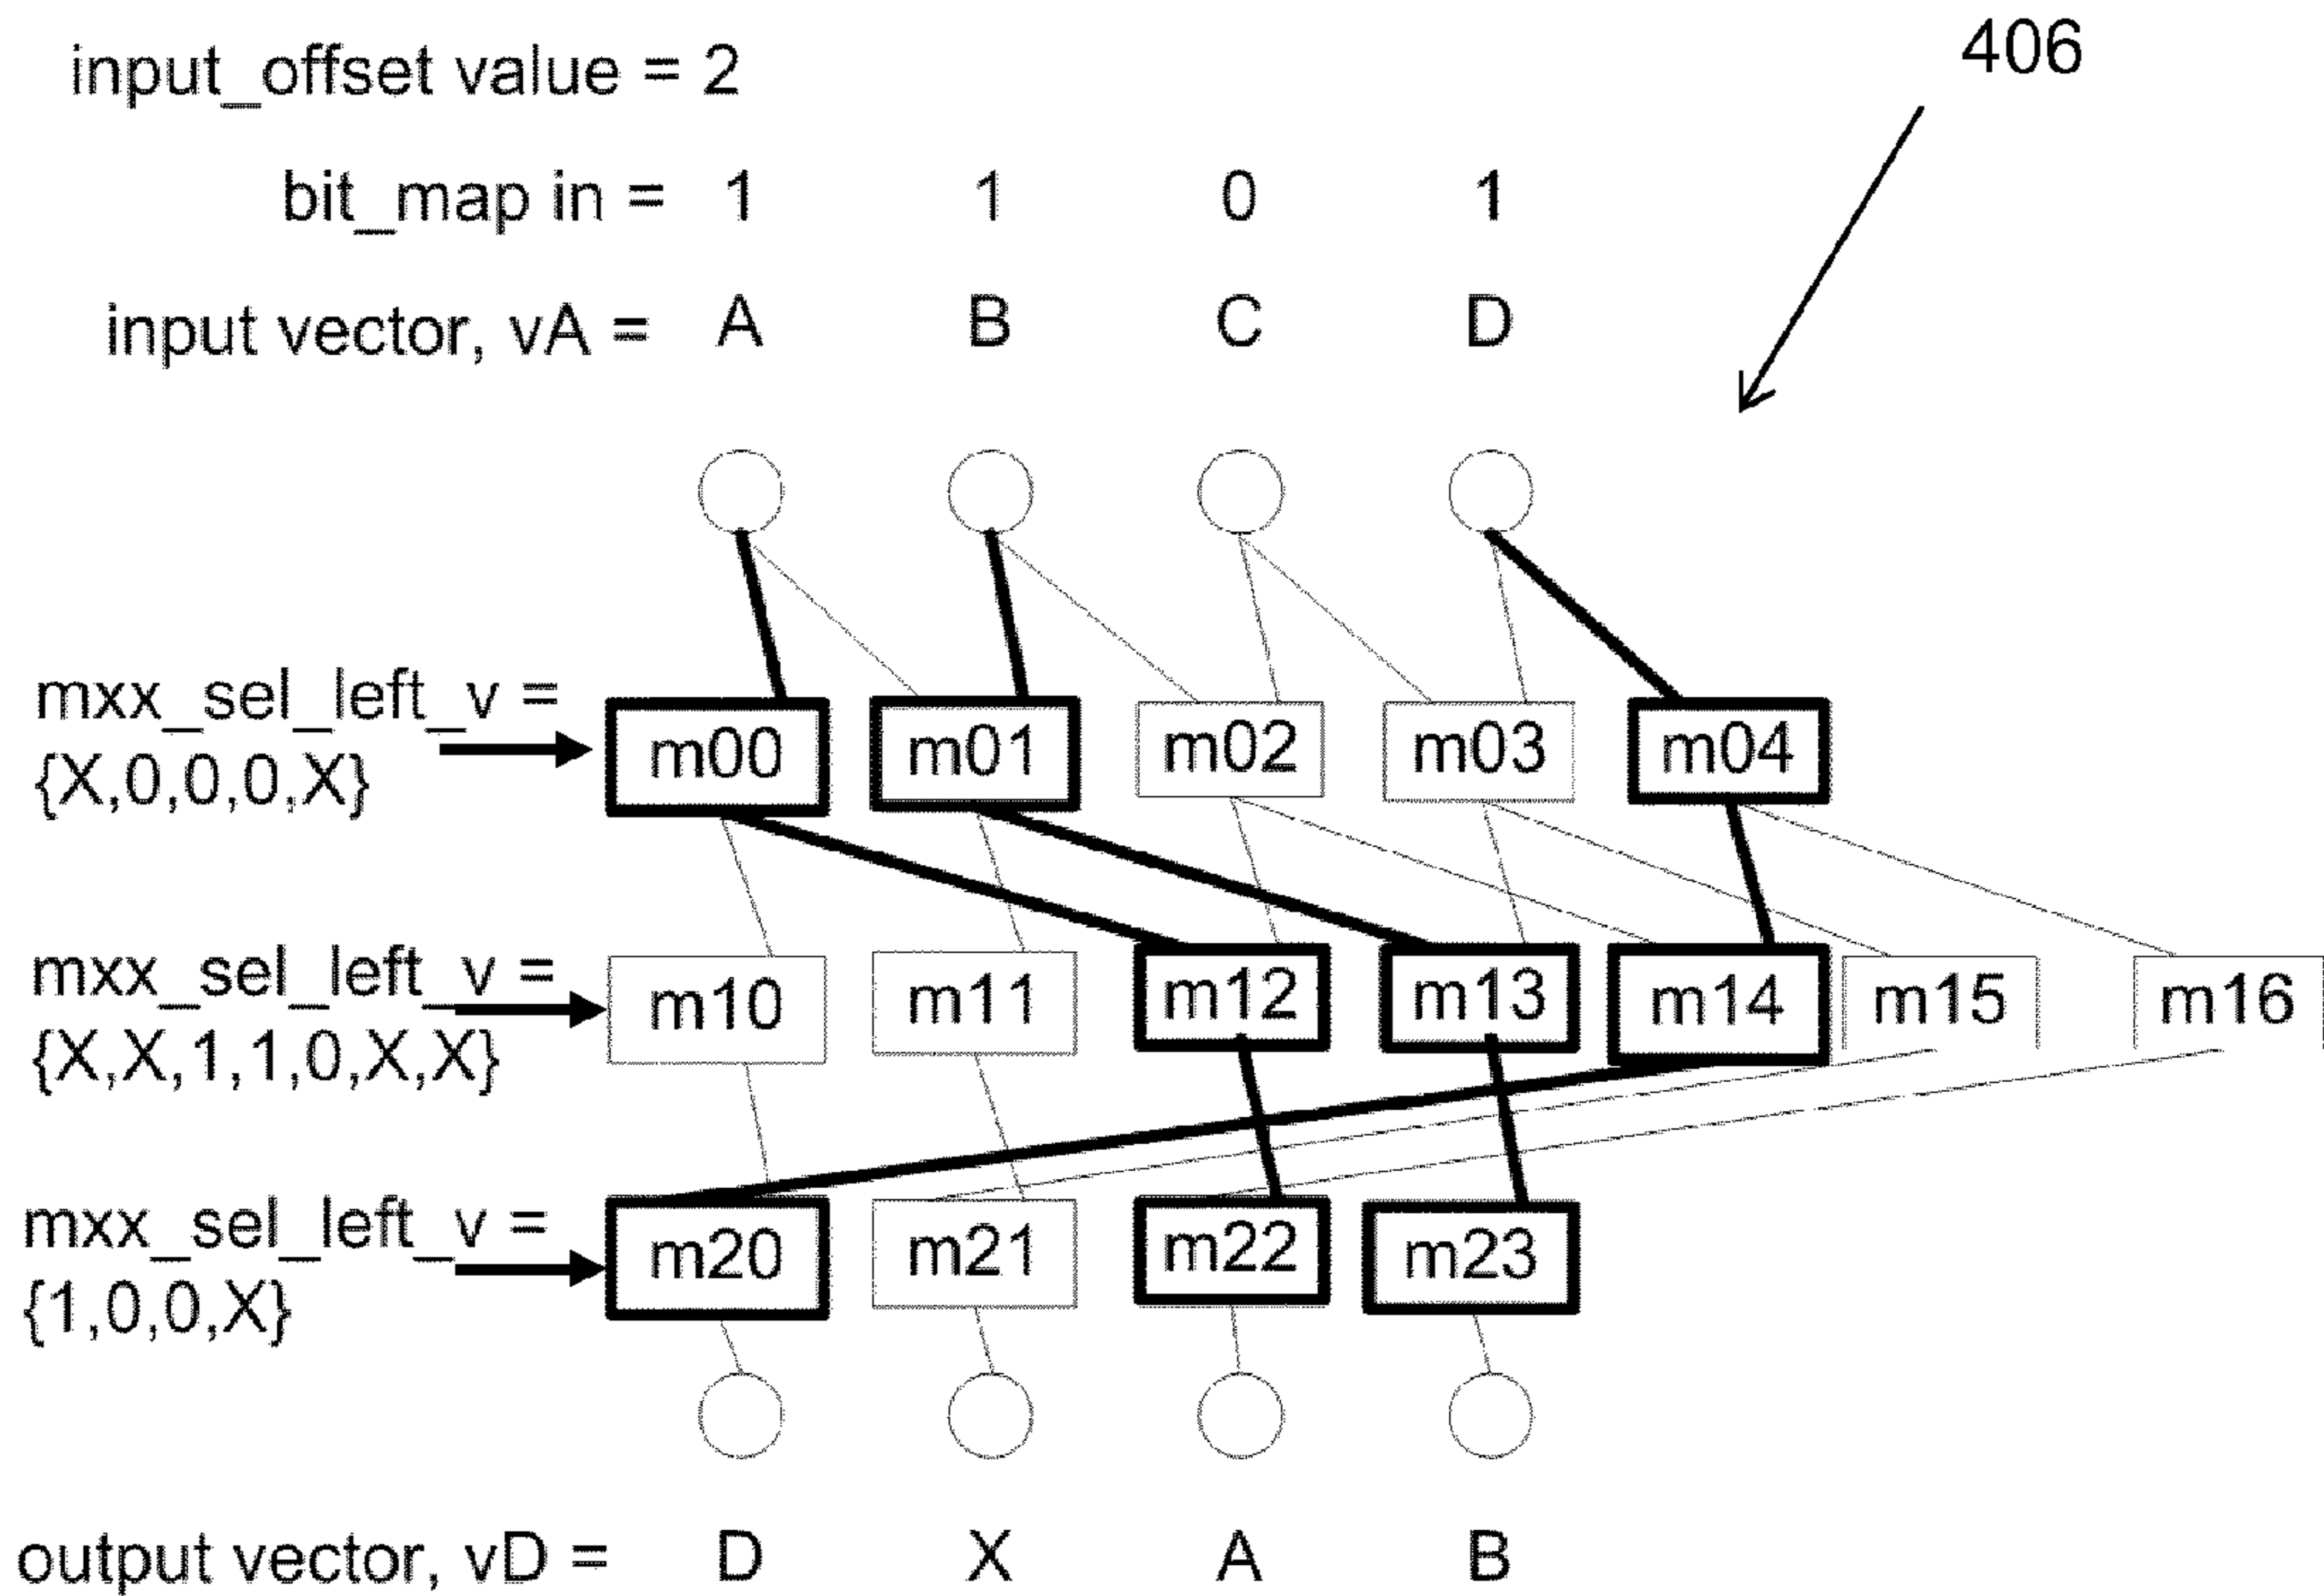 input_offset value = 2
406
bit_map in = 1 1 0 1
input vector, vA = A B C D
mxx_sel_left_v =
{X,0,0,0,X}
m00 m01 m02 m03 m04
mxx_sel_left_v =
{X,X,1,1,0,X,X}
m10 m11 m12 m13 m14 m15 m16
mxx_sel_left_v =
{1,0,0,X}
m20 m21 m22 m23
output vector, vD = D X A B